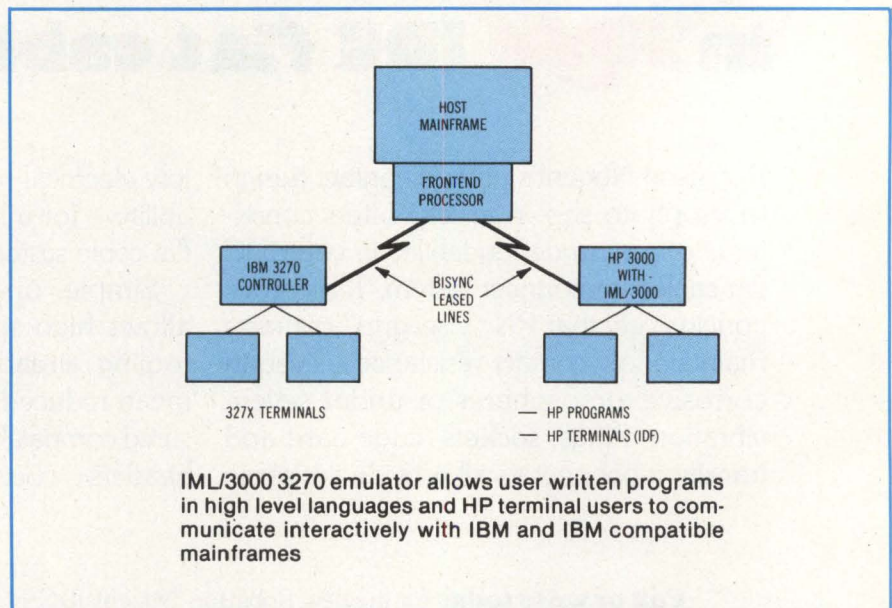 HOST
MAINFRAME
FRONTEND
PROCESSOR
IBM 3270
CONTROLLER
BISYNC
LEASED
LINES
HP 3000
WITH -
IML/3000
327X TERMINALS
— HP PROGRAMS
— HP TERMINALS (IDF)
IML/3000 3270 emulator allows user written programs
in high level languages and HP terminal users to com-
municate interactively with IBM and IBM compatible
mainframes